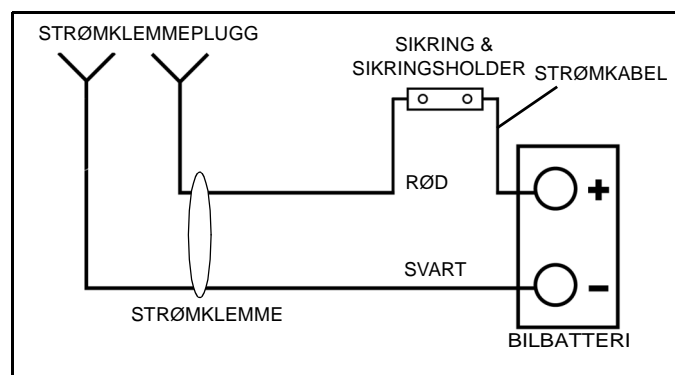 STRØMKLEMMEPLUGG
SIKRING &
SIKRINGSHOLDER
STRØMKABEL
RØD
+
SVART
-
STRØMKLEMME
BILBATTERI